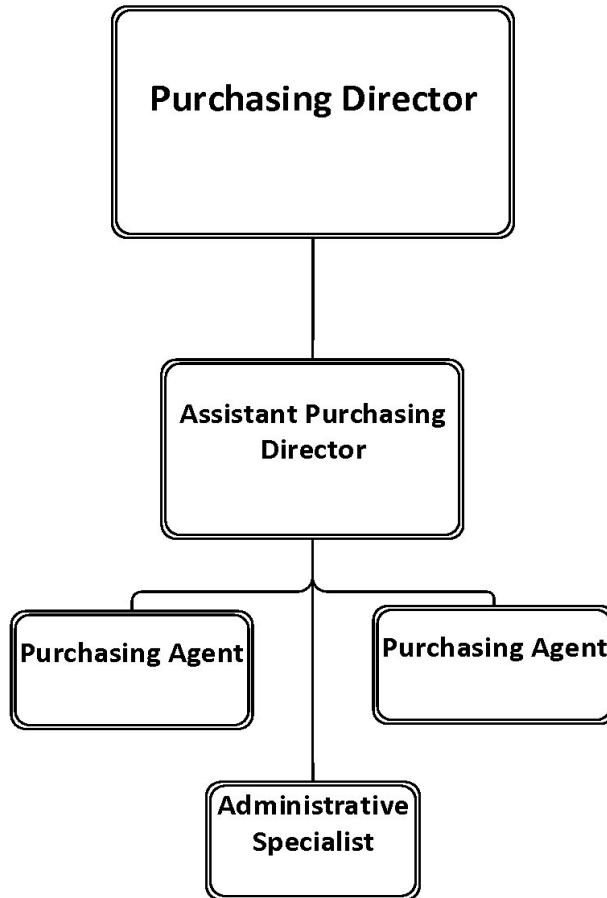 Purchasing Director
Assistant Purchasing
Director
Purchasing Agent
Purchasing Agent
Administrative
Specialist